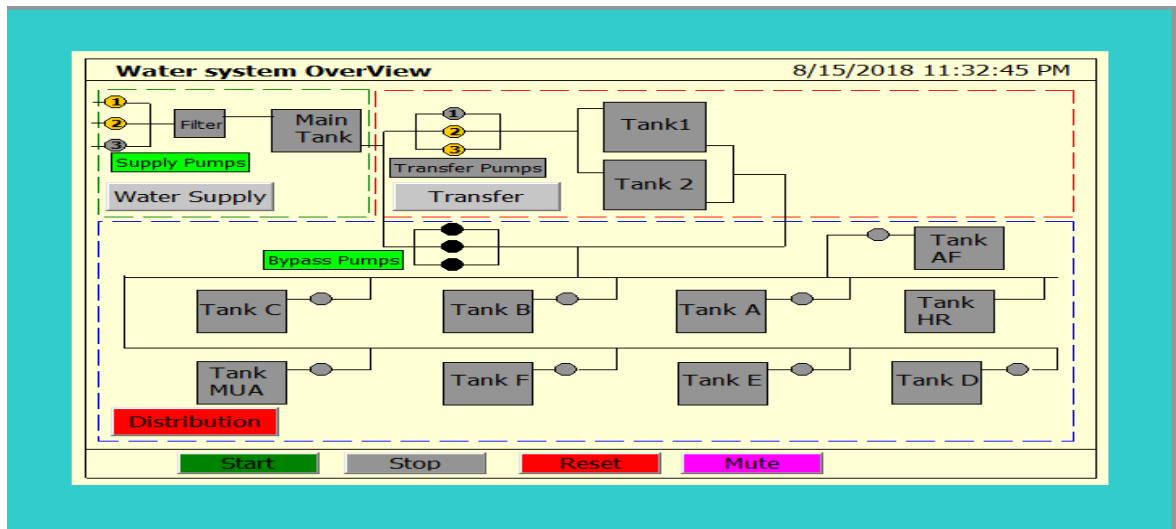 Water system OverView
8/15/2018 11:32:45 PM
1
2
3
Filter
Main
Tank
Supply Pumps
Water Supply
1
2
3
Transfer Pumps
Transfer
Tank1
Tank 2
Bypass Pumps
Tank
AF
Tank C
Tank B
Tank A
Tank
HR
Tank
MUA
Tank F
Tank E
Tank D
Distribution
Start
Stop
Reset
Mute